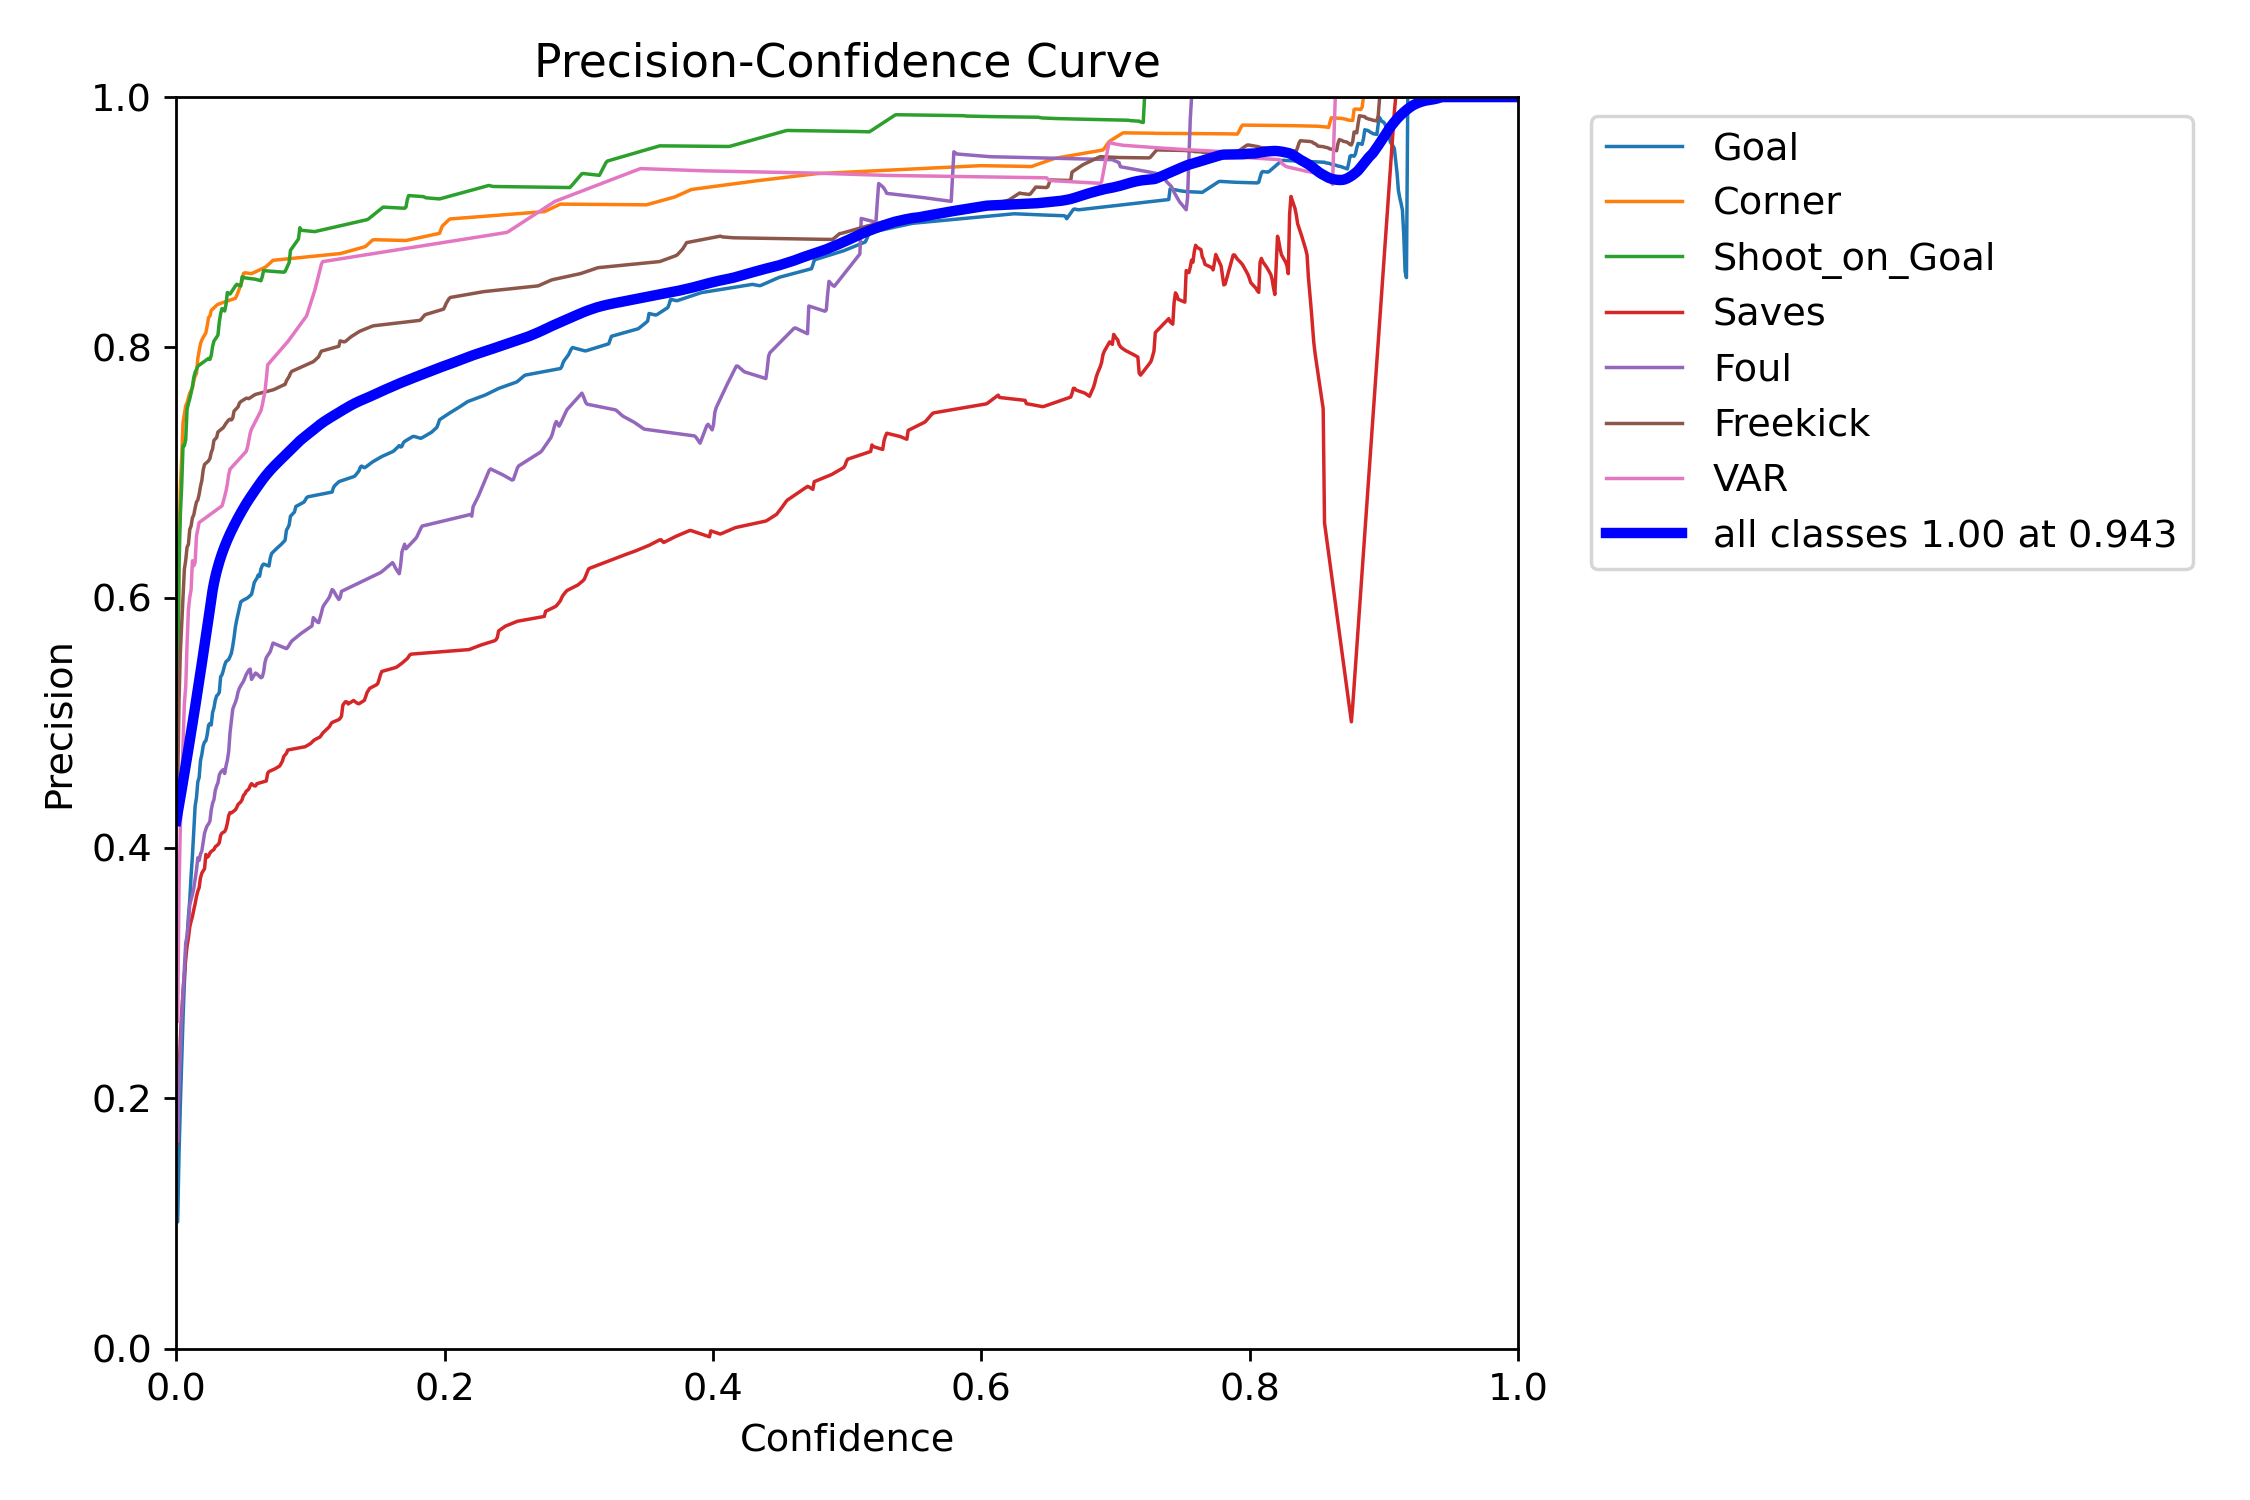 Precision-Confidence Curve
1.0
0.8
0.6
0.4
0.2
0.0
Precision
0.0 0.2 0.4 0.6 0.8 1.0
Confidence
Goal
Corner
Shoot_on_Goal
Saves
Foul
Freekick
VAR
all classes 1.00 at 0.943